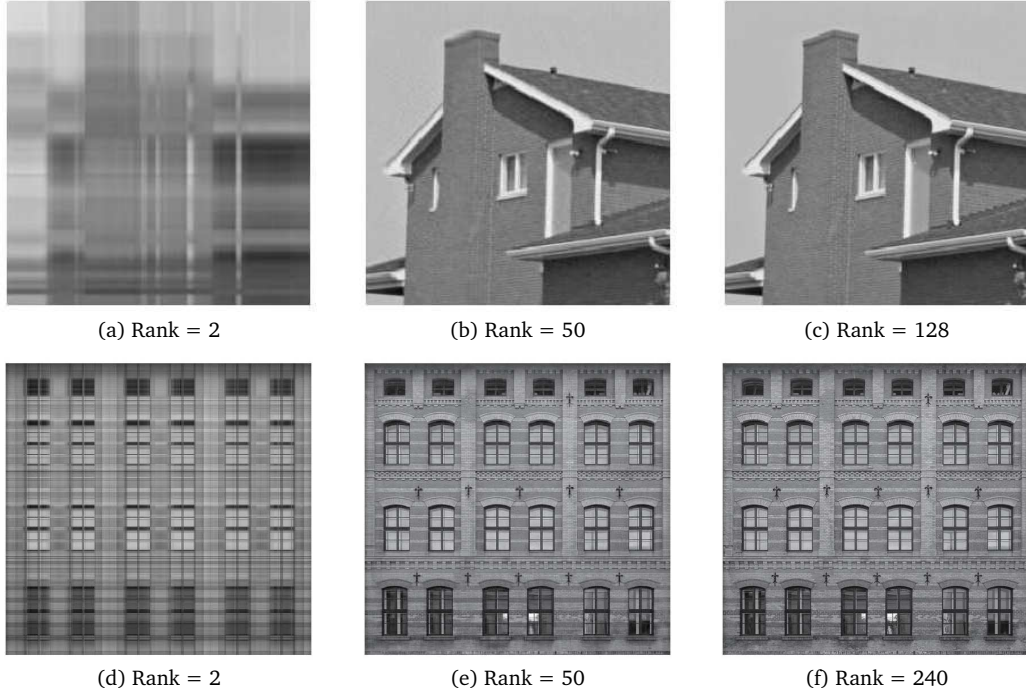 (a) Rank = 2
(b) Rank = 50
(c) Rank = 128
(d) Rank = 2
(e) Rank = 50
(f) Rank = 240